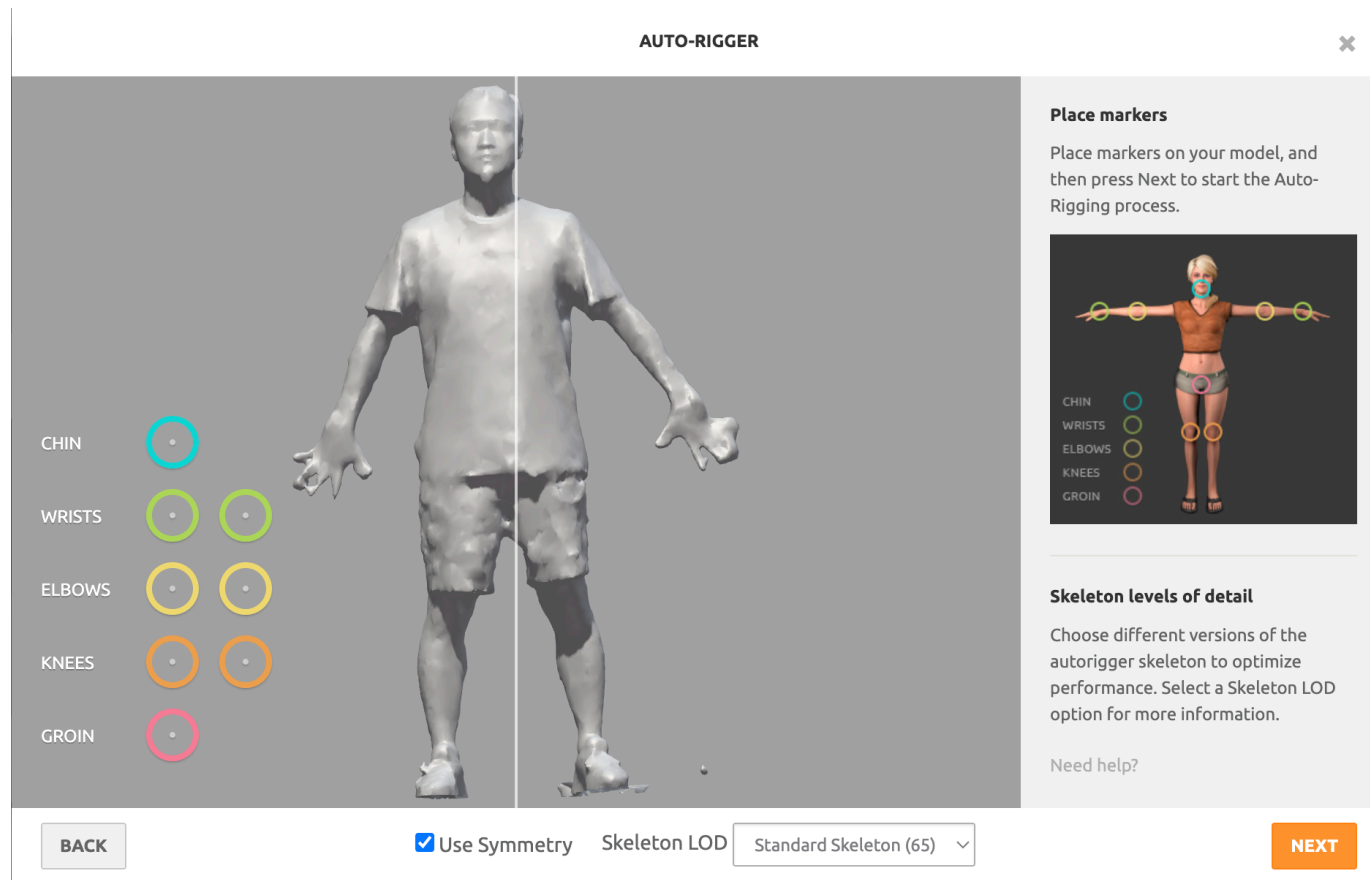 AUTO-RIGGER
CHIN
WRISTS
ELBOWS
KNEES
GROIN
Place markers
Place markers on your model, and
then press Next to start the Auto-
Rigging process.
CHIN
WRISTS
ELBOWS
KNEES
GROIN
Skeleton levels of detail
Choose different versions of the
autorigger skeleton to optimize
performance. Select a Skeleton LOD
option for more information.
Need help?
BACK
Use Symmetry
Skeleton LOD
Standard Skeleton (65)
NEXT